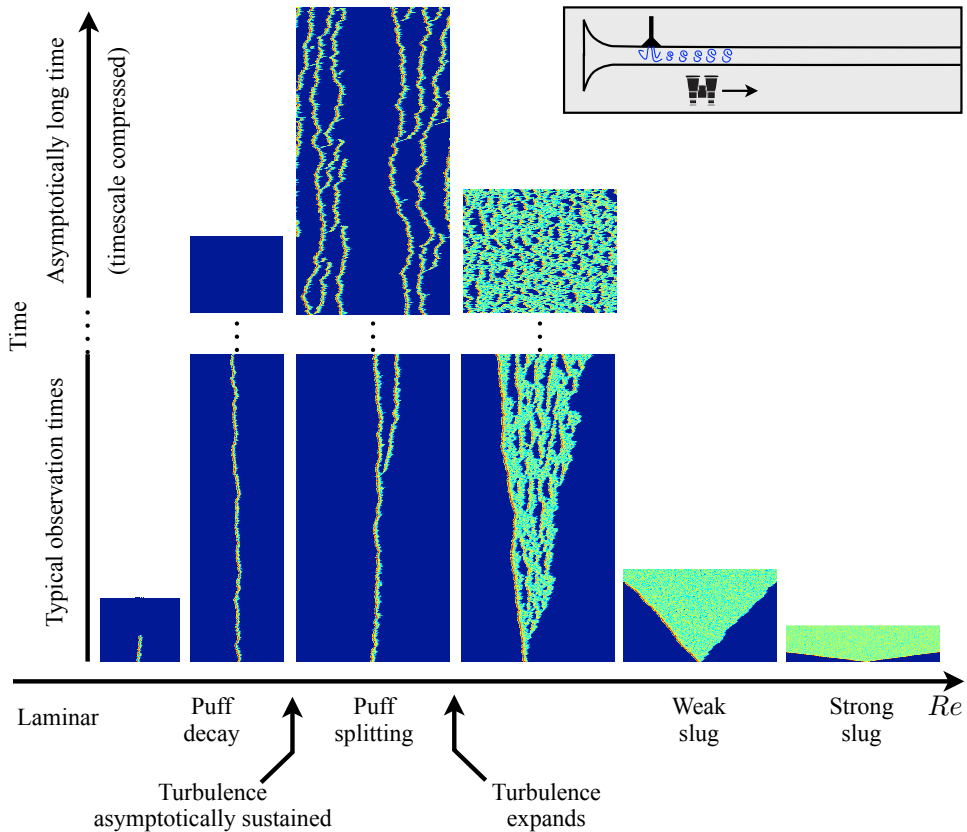 Asymptotically long time
(timescale compressed)
Time
Typical observation times
Laminar
Puff
decay
Puff
splitting
Weak
slug
Strong
slug
Re
Turbulence
asymptotically sustained
Turbulence
expands